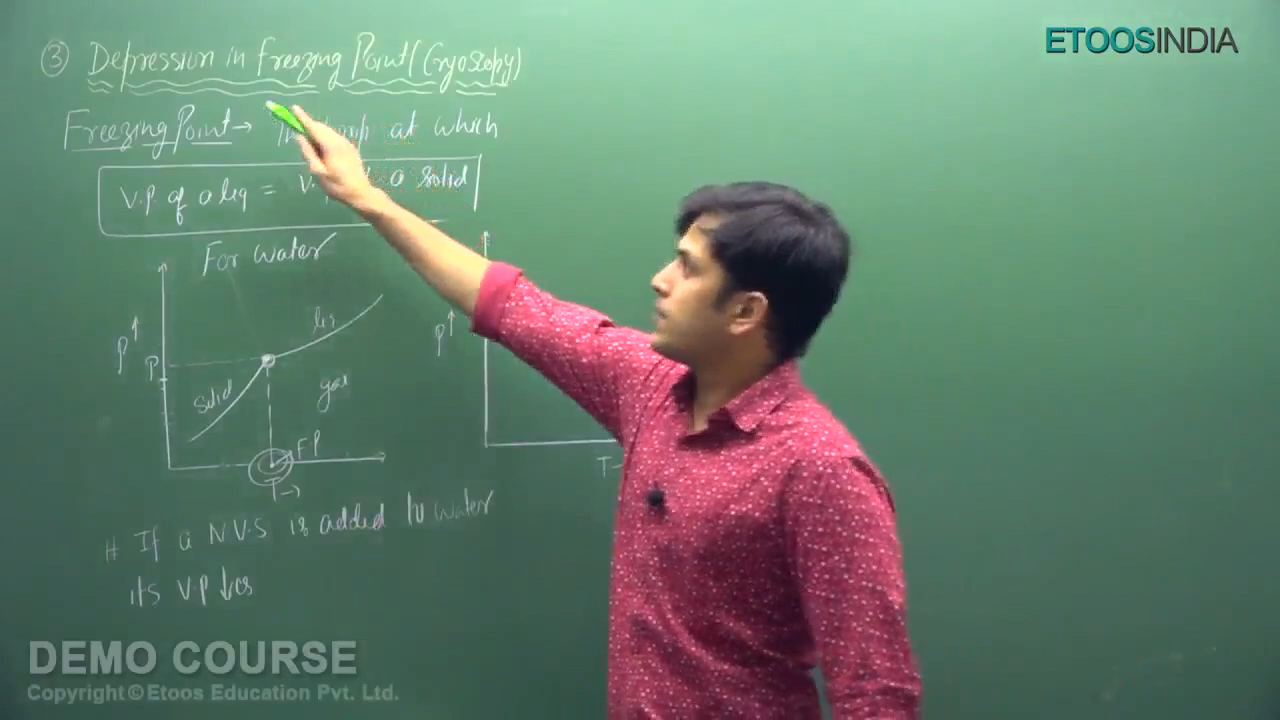 ETOOSINDIA
③ Depression in Freezing Point (Cryoscopy)
Freezing Point → at which
V.P. of a liq = V. a solid
For water
P↑
P
liq
solid
gas
F P
T→
P↑
T→
# If a N.V.S is added to water
its V.P ↓es
DEMO COURSE
Copyright © Etoos Education Pvt. Ltd.